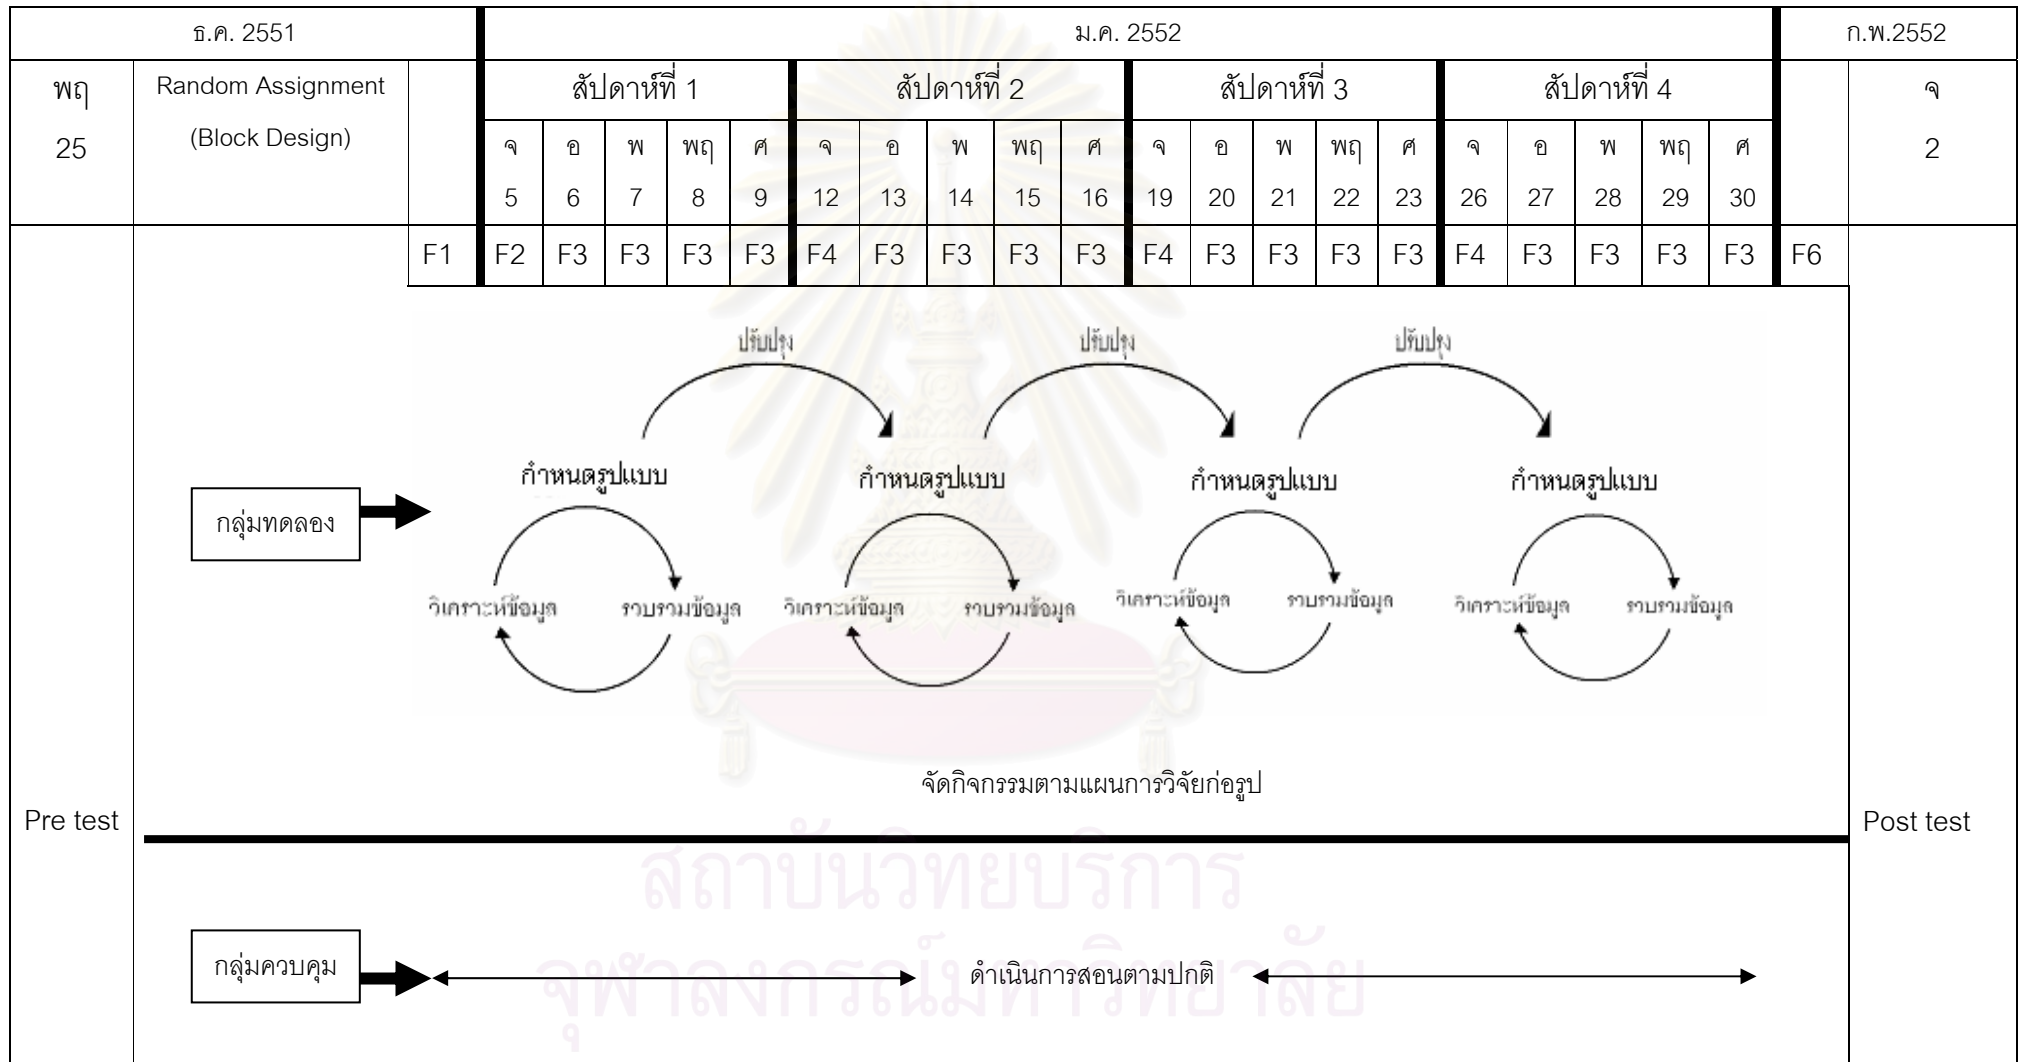 ธ.ค. 2551 ม.ค. 2552 ก.พ.2552
พฤ Random Assignment สัปดาห์ที่ 1 สัปดาห์ที่ 2 สัปดาห์ที่ 3 สัปดาห์ที่ 4 จ
25 (Block Design) จ อ พ พฤ ศ จ อ พ พฤ ศ จ อ พ พฤ ศ จ อ พ พฤ ศ 2
5 6 7 8 9 12 13 14 15 16 19 20 21 22 23 26 27 28 29 30
F1 F2 F3 F3 F3 F3 F4 F3 F3 F3 F3 F4 F3 F3 F3 F3 F4 F3 F3 F3 F3 F6
ปรับปรุง ปรับปรุง ปรับปรุง
กำหนดรูปแบบ กำหนดรูปแบบ กำหนดรูปแบบ กำหนดรูปแบบ
กลุ่มทดลอง
วิเคราะห์ข้อมูล รวบรวมข้อมูล วิเคราะห์ข้อมูล รวบรวมข้อมูล วิเคราะห์ข้อมูล รวบรวมข้อมูล วิเคราะห์ข้อมูล รวบรวมข้อมูล
จัดกิจกรรมตามแผนการวิจัยก่อรูป
Pre test Post test
สถาบันวิทยบริการ
กลุ่มควบคุม ดำเนินการสอนตามปกติ
จุฬาลงกรณ์มหาวิทยาลัย